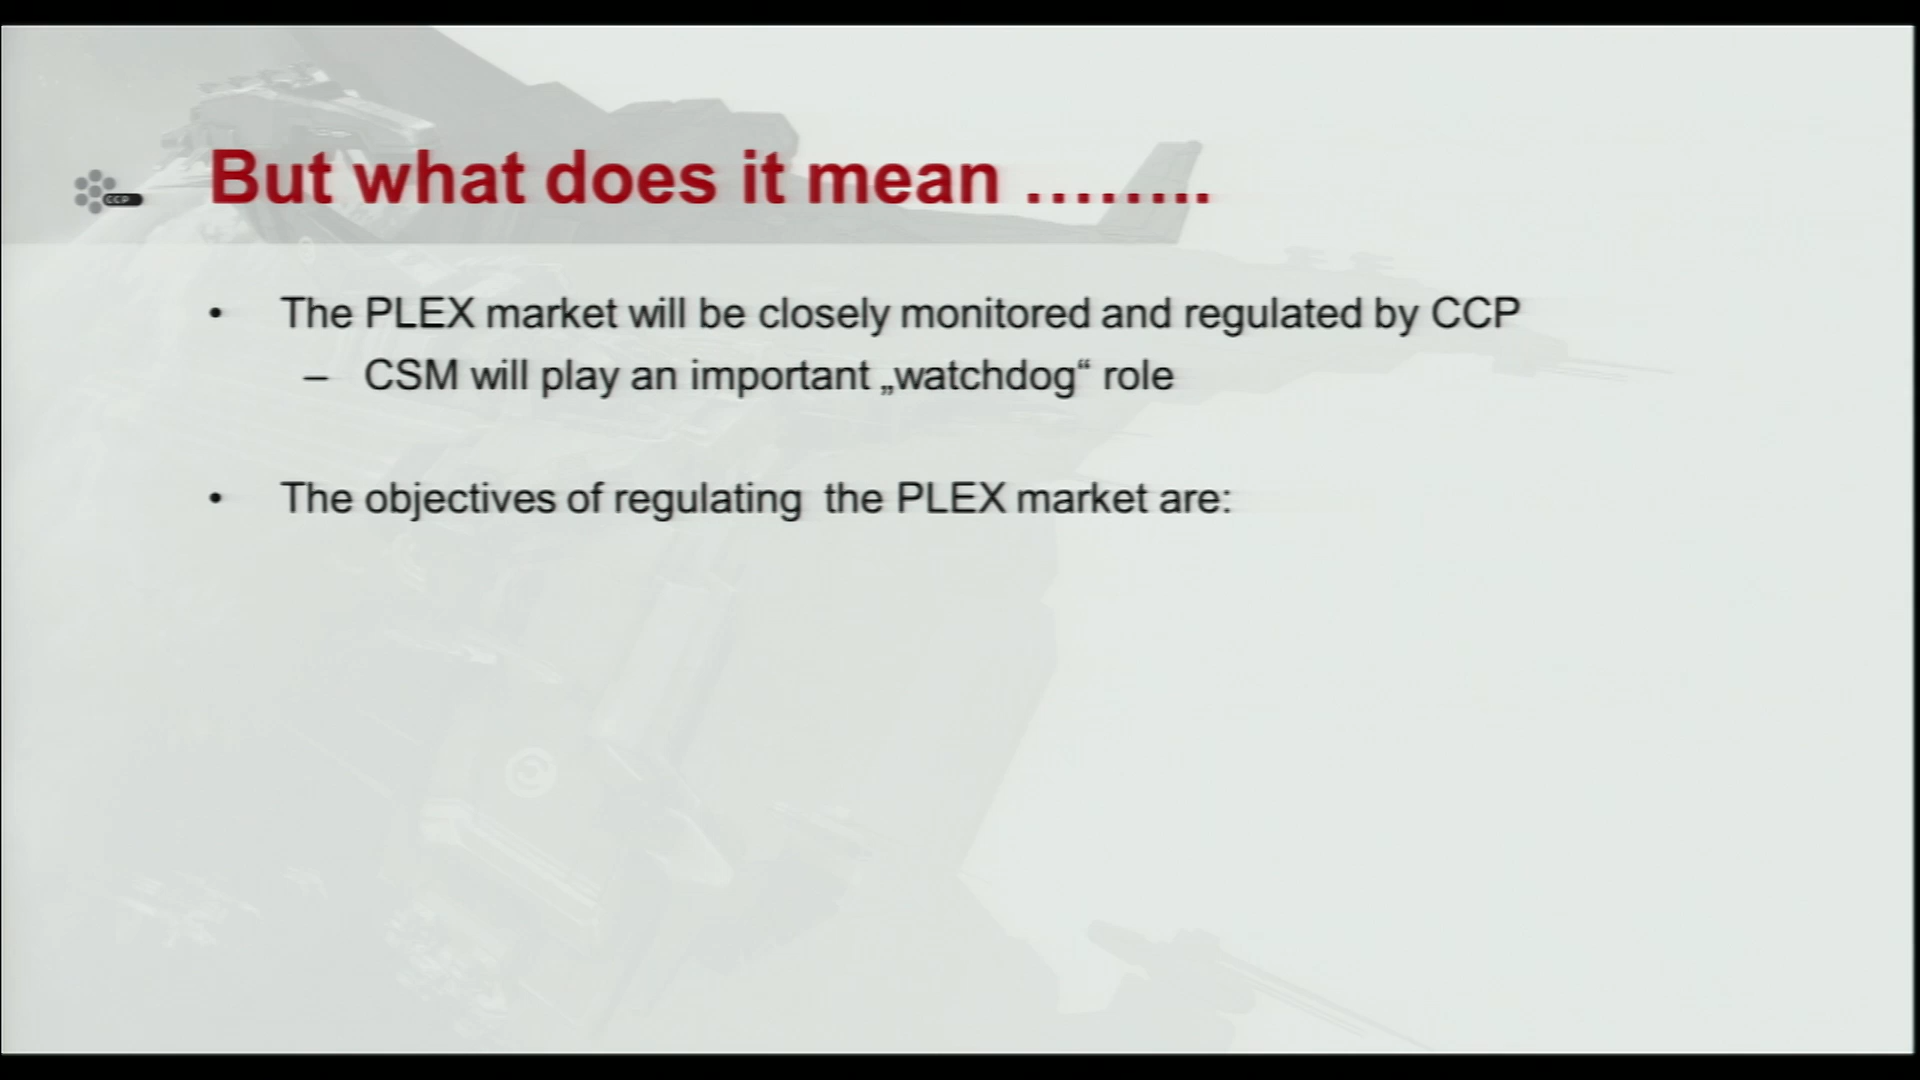 But what does it mean ........
CCP
• The PLEX market will be closely monitored and regulated by CCP
– CSM will play an important „watchdog“ role
• The objectives of regulating  the PLEX market are: